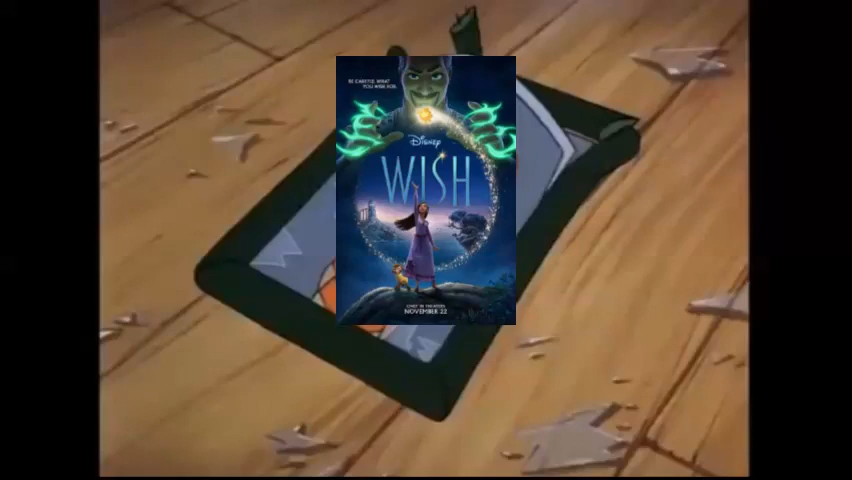 BE CAREFUL WHAT
YOU WISH FOR.
Disney
WISH
ONLY IN THEATERS
NOVEMBER 22